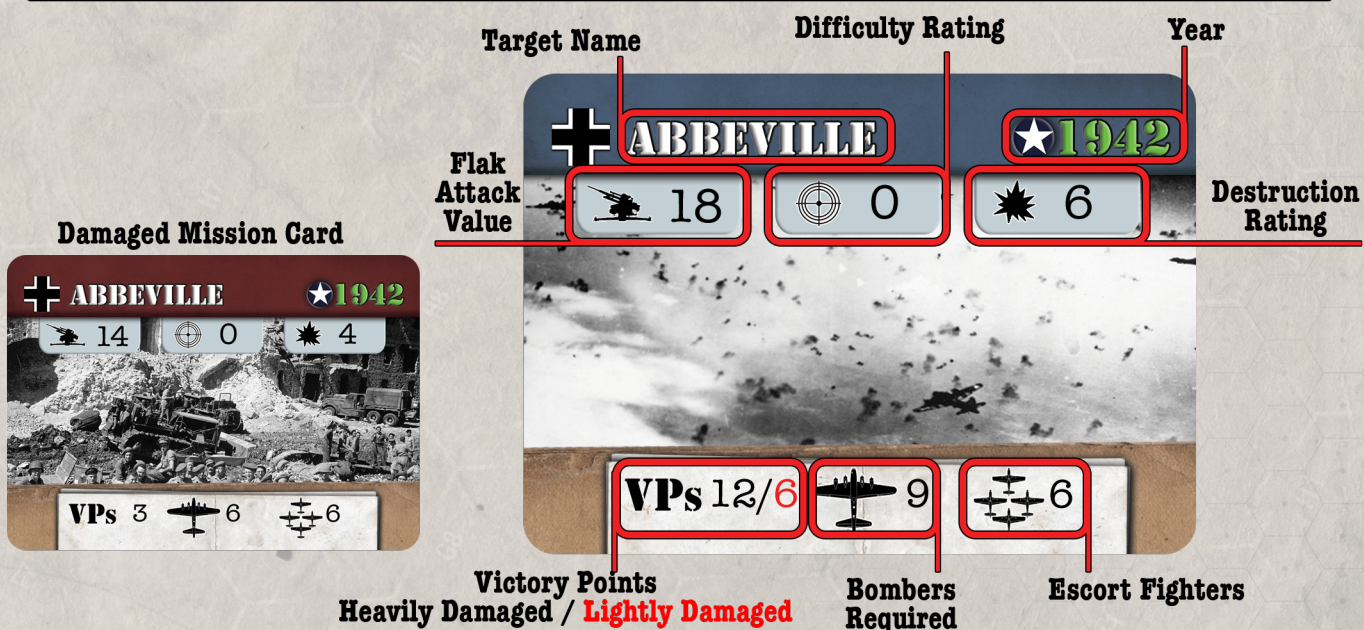 Target Name
Difficulty Rating
Year
ABBEVILLE
1942
Flak
Attack
Value
18
0
6
Destruction
Rating
Damaged Mission Card
ABBEVILLE
1942
14
0
4
VPs 3
6
6
VPs 12/6
9
6
Victory Points
Heavily Damaged / Lightly Damaged
Bombers
Required
Escort Fighters